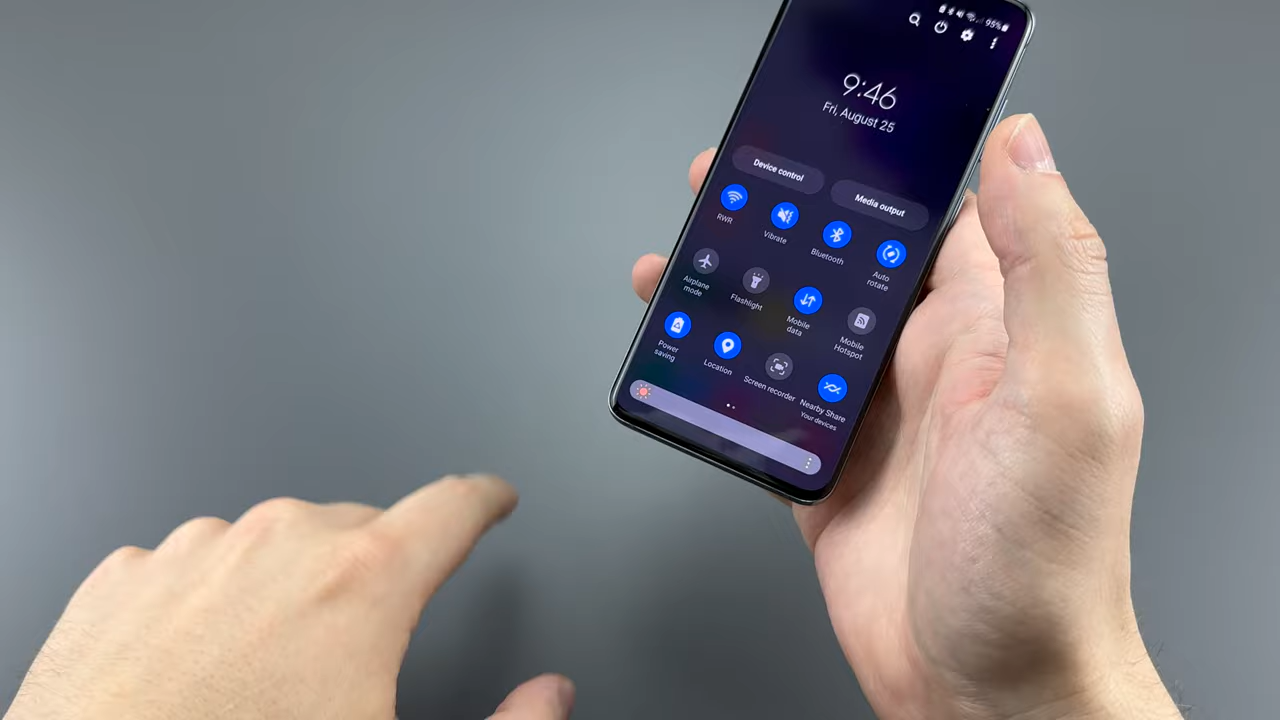 95%
9:46
Fri, August 25
Device control
Media output
RWR
Vibrate
Bluetooth
Auto
rotate
Airplane
mode
Flashlight
Mobile
data
Mobile
Hotspot
Power
saving
Location
Screen recorder
Nearby Share
Your devices